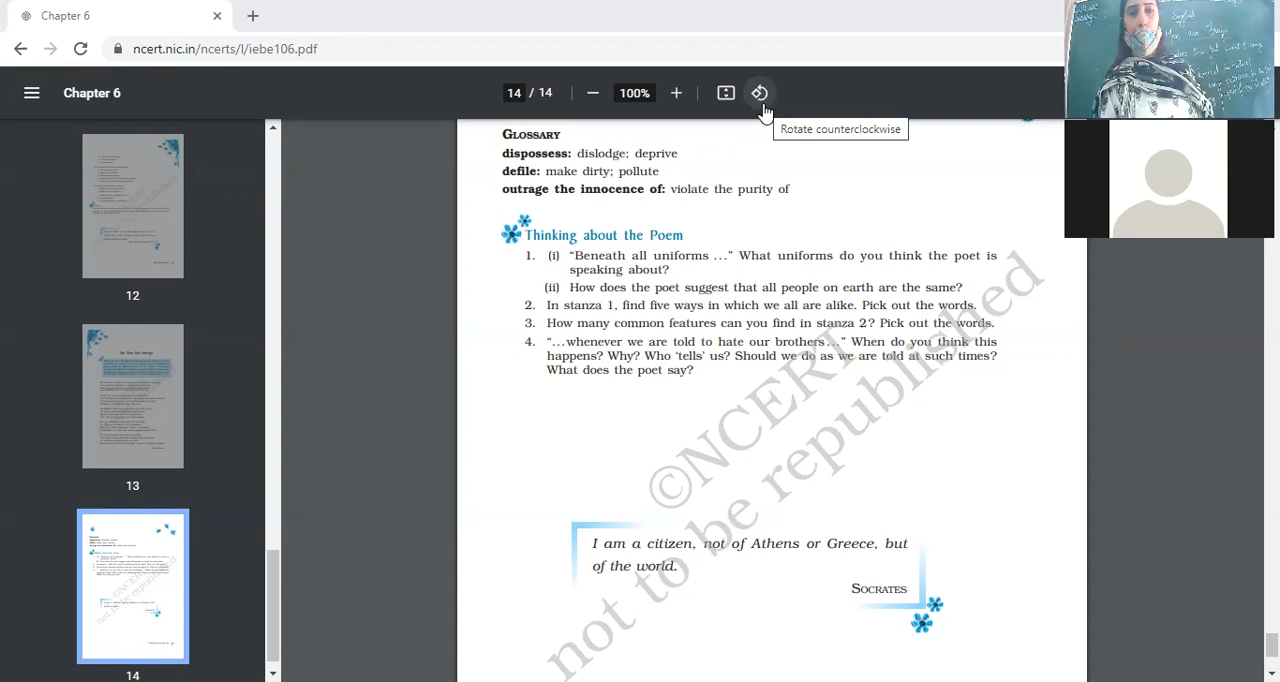 Chapter 6
ncert.nic.in/ncerts/l/iebe106.pdf
Chapter 6
14 / 14
100%
Rotate counterclockwise
English
12
13
14
GLOSSARY
dispossess: dislodge; deprive
defile: make dirty; pollute
outrage the innocence of: violate the purity of
Thinking about the Poem
1. (i) “Beneath all uniforms ...” What uniforms do you think the poet is
speaking about?
(ii) How does the poet suggest that all people on earth are the same?
2. In stanza 1, find five ways in which we all are alike. Pick out the words.
3. How many common features can you find in stanza 2? Pick out the words.
4. “...whenever we are told to hate our brothers...” When do you think this
happens? Why? Who ‘tells’ us? Should we do as we are told at such times?
What does the poet say?
©NCERT
not to be republished
I am a citizen, not of Athens or Greece, but
of the world.
SOCRATES